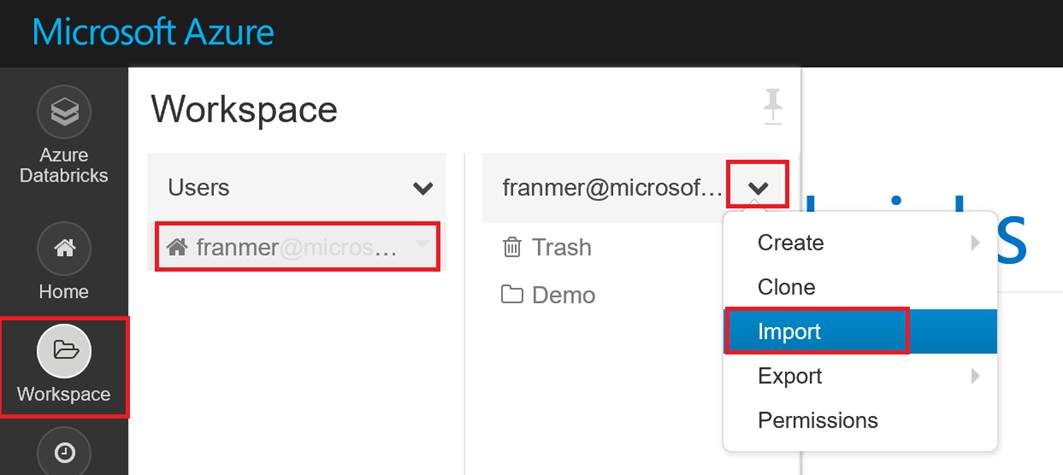 Microsoft Azure
Azure
Databricks
Home
Workspace
Workspace
Users
franmer@micros...
franmer@microsof...
Trash
Demo
Create
Clone
Import
Export
Permissions